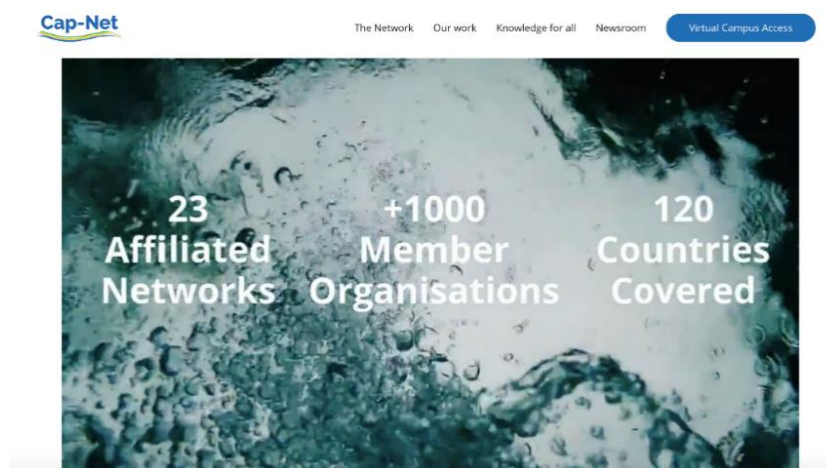 Cap-Net
The Network Our work Knowledge for all Newsroom Virtual Campus Access
23
Affiliated
Networks
+1000
Member
Organisations
120
Countries
Covered